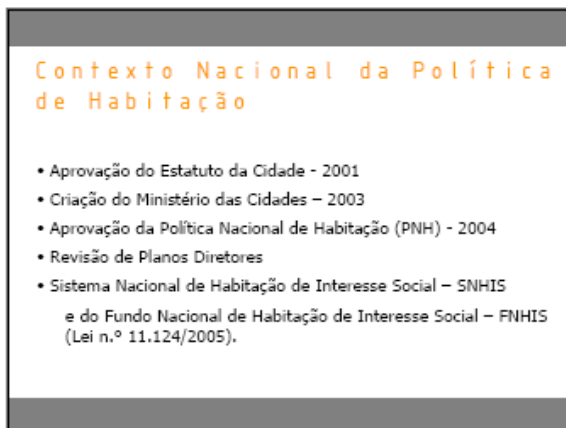 Contexto Nacional da Política
de Habitação
• Aprovação do Estatuto da Cidade - 2001
• Criação do Ministério das Cidades – 2003
• Aprovação da Política Nacional de Habitação (PNH) - 2004
• Revisão de Planos Diretores
• Sistema Nacional de Habitação de Interesse Social – SNHIS
e do Fundo Nacional de Habitação de Interesse Social – FNHIS
(Lei n.º 11.124/2005).